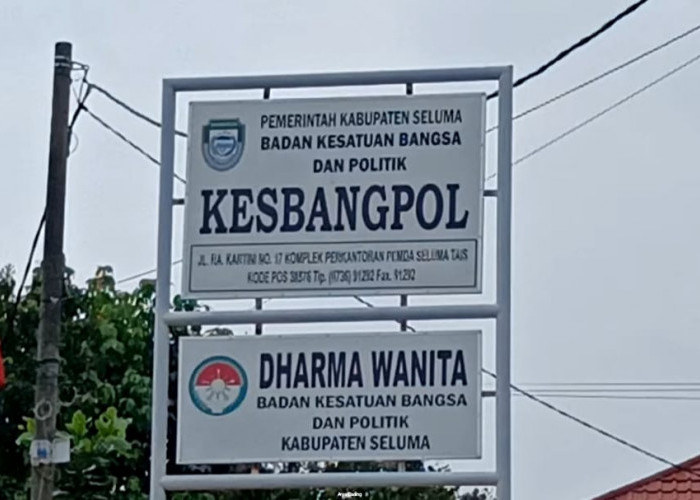 PEMERINTAH KABUPATEN SELUMA
BADAN KESATUAN BANGSA
DAN POLITIK
KESBANGPOL
JL. RA. KARTINI NO. 17 KOMPLEK PERKANTORAN PEMDA SELUMA TAIS
KODE POS 38576 Tlp. (0736) 91292 Fax. 91292
DHARMA WANITA
BADAN KESATUAN BANGSA
DAN POLITIK
KABUPATEN SELUMA